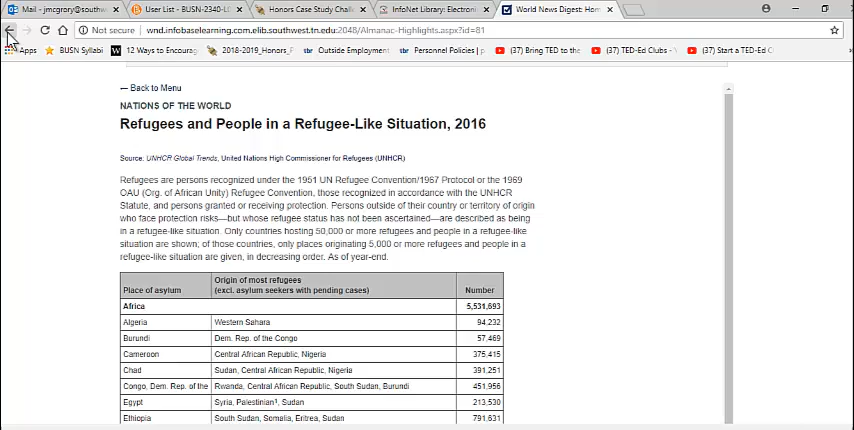 Mail - jmcgrory@southw
User List - BUSN-2340-L
Honors Case Study Chall
InfoNet Library: Electroni
World News Digest: Hom
Not secure
wnd.infobaselearning.com.elib.southwest.tn.edu:2048/Almanac-Highlights.aspx?id=81
Apps
BUSN Syllabi
12 Ways to Encourag
2018-2019_Honors_F
tbr Outside Employment
tbr Personnel Policies | p
(37) Bring TED to the
(37) TED-Ed Clubs -
(37) Start a TED-Ed C
← Back to Menu
NATIONS OF THE WORLD
Refugees and People in a Refugee-Like Situation, 2016
Source: UNHCR Global Trends, United Nations High Commissioner for Refugees (UNHCR)
Refugees are persons recognized under the 1951 UN Refugee Convention/1967 Protocol or the 1969
OAU (Org. of African Unity) Refugee Convention, those recognized in accordance with the UNHCR
Statute, and persons granted or receiving protection. Persons outside of their country or territory of origin
who face protection risks—but whose refugee status has not been ascertained—are described as being
in a refugee-like situation. Only countries hosting 50,000 or more refugees and people in a refugee-like
situation are shown; of those countries, only places originating 5,000 or more refugees and people in a
refugee-like situation are given, in decreasing order. As of year-end.
Place of asylum Origin of most refugees (excl. asylum seekers with pending cases) Number
Africa 5,531,693
Algeria Western Sahara 94,232
Burundi Dem. Rep. of the Congo 57,469
Cameroon Central African Republic, Nigeria 375,415
Chad Sudan, Central African Republic, Nigeria 391,251
Congo, Dem. Rep. of the Rwanda, Central African Republic, South Sudan, Burundi 451,956
Egypt Syria, Palestinian¹, Sudan 213,530
Ethiopia South Sudan, Somalia, Eritrea, Sudan 791,631